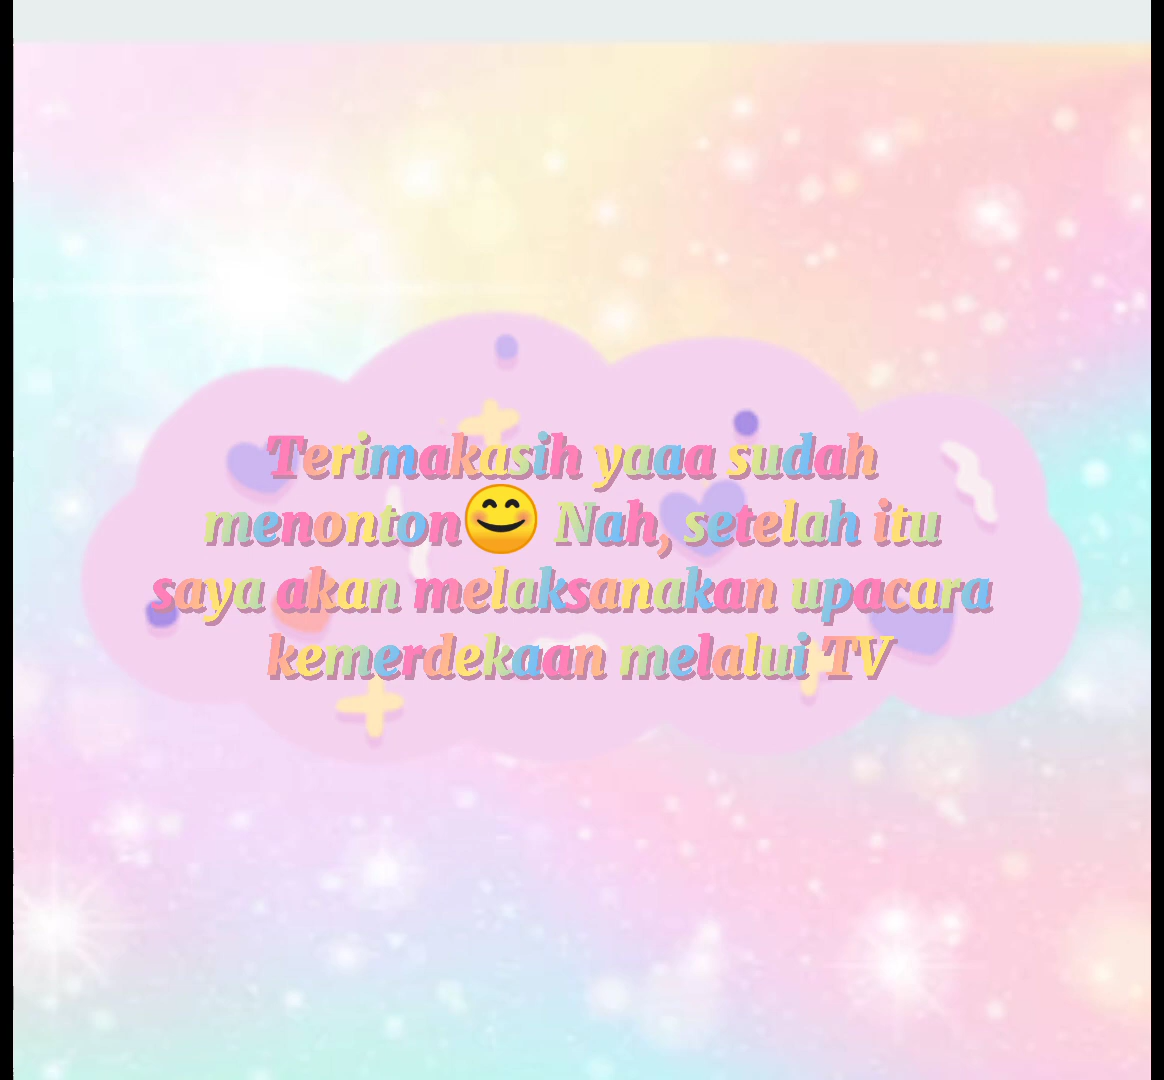 Terimakasih yaaa sudah
menonton😊 Nah, setelah itu
saya akan melaksanakan upacara
kemerdekaan melalui TV